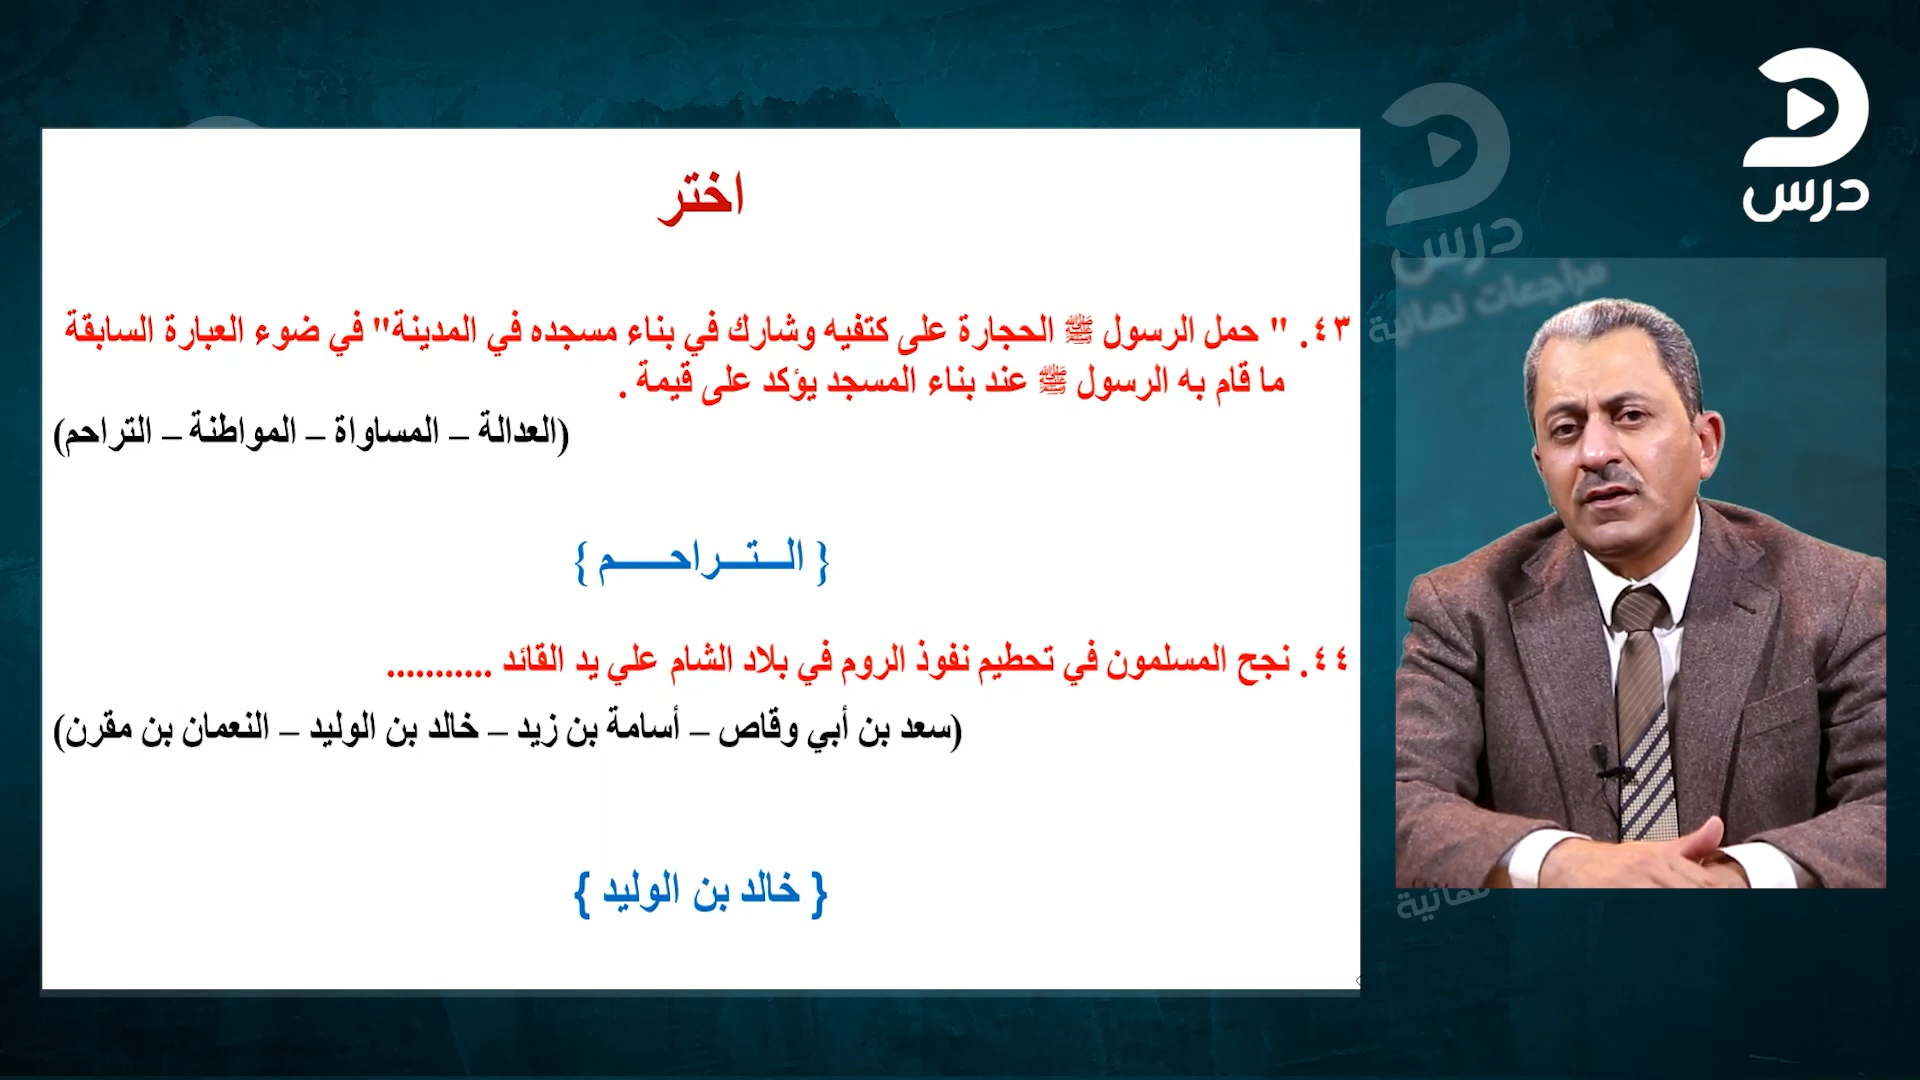 درس
درس
مراجعات نهائية
اختر
٤٣. " حمل الرسول ﷺ الحجارة على كتفيه وشارك في بناء مسجده في المدينة" في ضوء العبارة السابقة
ما قام به الرسول ﷺ عند بناء المسجد يؤكد على قيمة .
(العدالة – المساواة – المواطنة – التراحم)
{ الـتـراحـم }
٤٤. نجح المسلمون في تحطيم نفوذ الروم في بلاد الشام علي يد القائد ...........
(سعد بن أبي وقاص – أسامة بن زيد – خالد بن الوليد – النعمان بن مقرن)
{ خالد بن الوليد }
نهائية